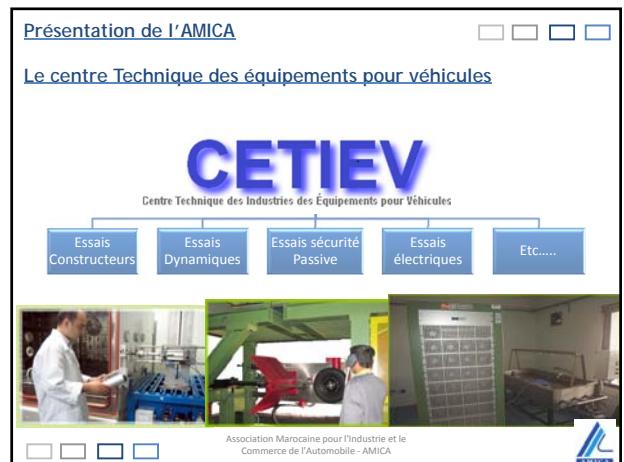 Présentation de l'AMICA
Le centre Technique des équipements pour véhicules
CETIEV
Centre Technique des Industries des Équipements pour Véhicules
Essais
Constructeurs
Essais
Dynamiques
Essais sécurité
Passive
Essais
électriques
Etc.....
Association Marocaine pour l'Industrie et le
Commerce de l'Automobile - AMICA
AMICA